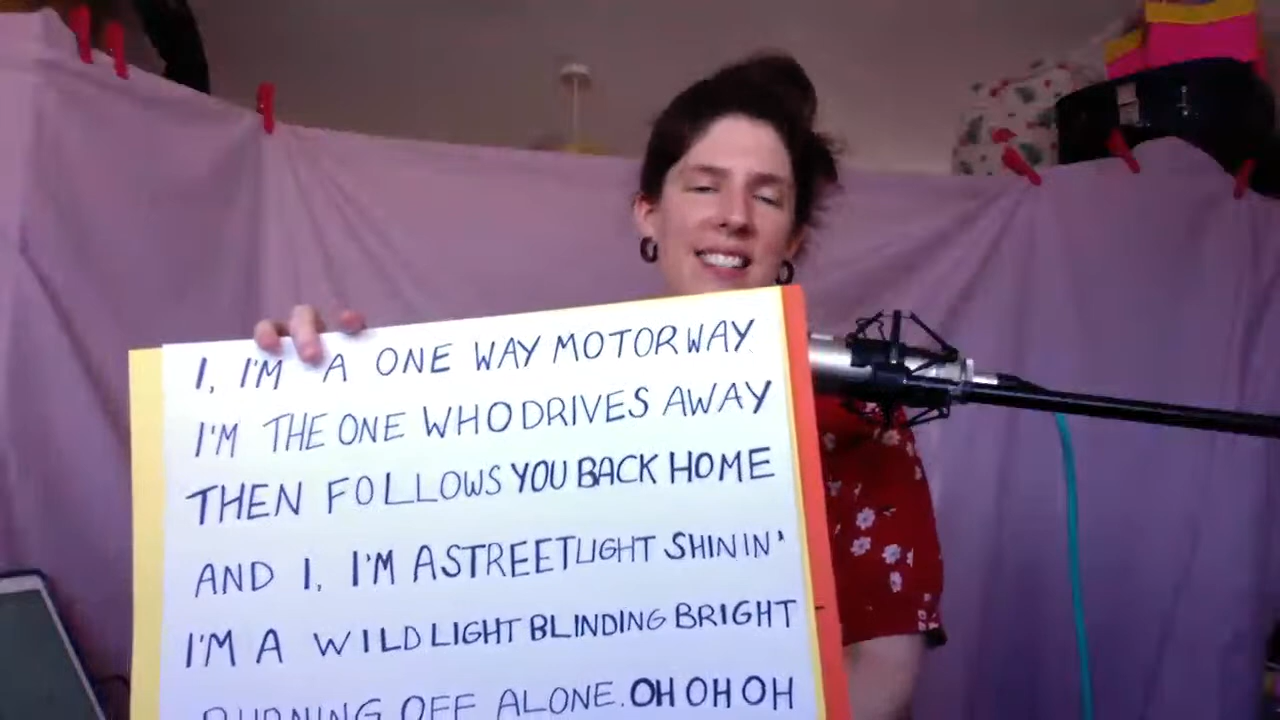 I, I'M A ONE WAY MOTORWAY
I'M THE ONE WHO DRIVES AWAY
THEN FOLLOWS YOU BACK HOME
AND I, I'M A STREETLIGHT SHININ'
I'M A WILD LIGHT BLINDING BRIGHT
BURNING OFF ALONE. OH OH OH